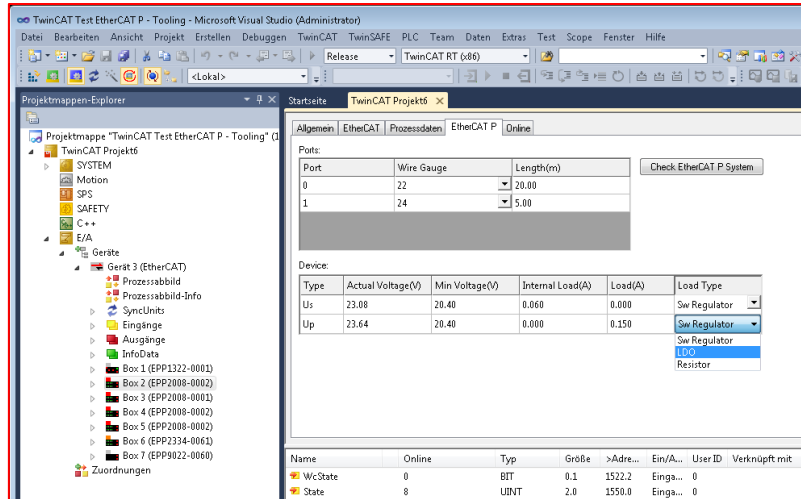 TwinCAT Test EtherCAT P - Tooling - Microsoft Visual Studio (Administrator)
Datei Bearbeiten Ansicht Projekt Erstellen Debuggen TwinCAT TwinSAFE PLC Team Daten Extras Test Scope Fenster Hilfe
Release TwinCAT RT (x86)
<Lokal>
Projektmappen-Explorer
Startseite TwinCAT Projekt6
Projektmappe "TwinCAT Test EtherCAT P - Tooling" (1
TwinCAT Projekt6
SYSTEM
Motion
SPS
SAFETY
C++
E/A
Geräte
Gerät 3 (EtherCAT)
Prozessabbild
Prozessabbild-Info
SyncUnits
Eingänge
Ausgänge
InfoData
Box 1 (EPP1322-0001)
Box 2 (EPP2008-0002)
Box 3 (EPP2008-0001)
Box 4 (EPP2008-0002)
Box 5 (EPP2008-0002)
Box 6 (EPP2334-0061)
Box 7 (EPP9022-0060)
Zuordnungen
Allgemein EtherCAT Prozessdaten EtherCAT P Online
Ports:
Port Wire Gauge Length(m)
0 22 20.00
1 24 5.00
Check EtherCAT P System
Device:
Type Actual Voltage(V) Min Voltage(V) Internal Load(A) Load(A) Load Type
Us 23.08 20.40 0.060 0.000 Sw Regulator
Up 23.64 20.40 0.000 0.150 Sw Regulator
Sw Regulator
LDO
Resistor
Name Online Typ Größe >Adre... Ein/A... User ID Verknüpft mit
WcState 0 BIT 0.1 1522.2 Einga... 0
State 8 UINT 2.0 1550.0 Einga... 0